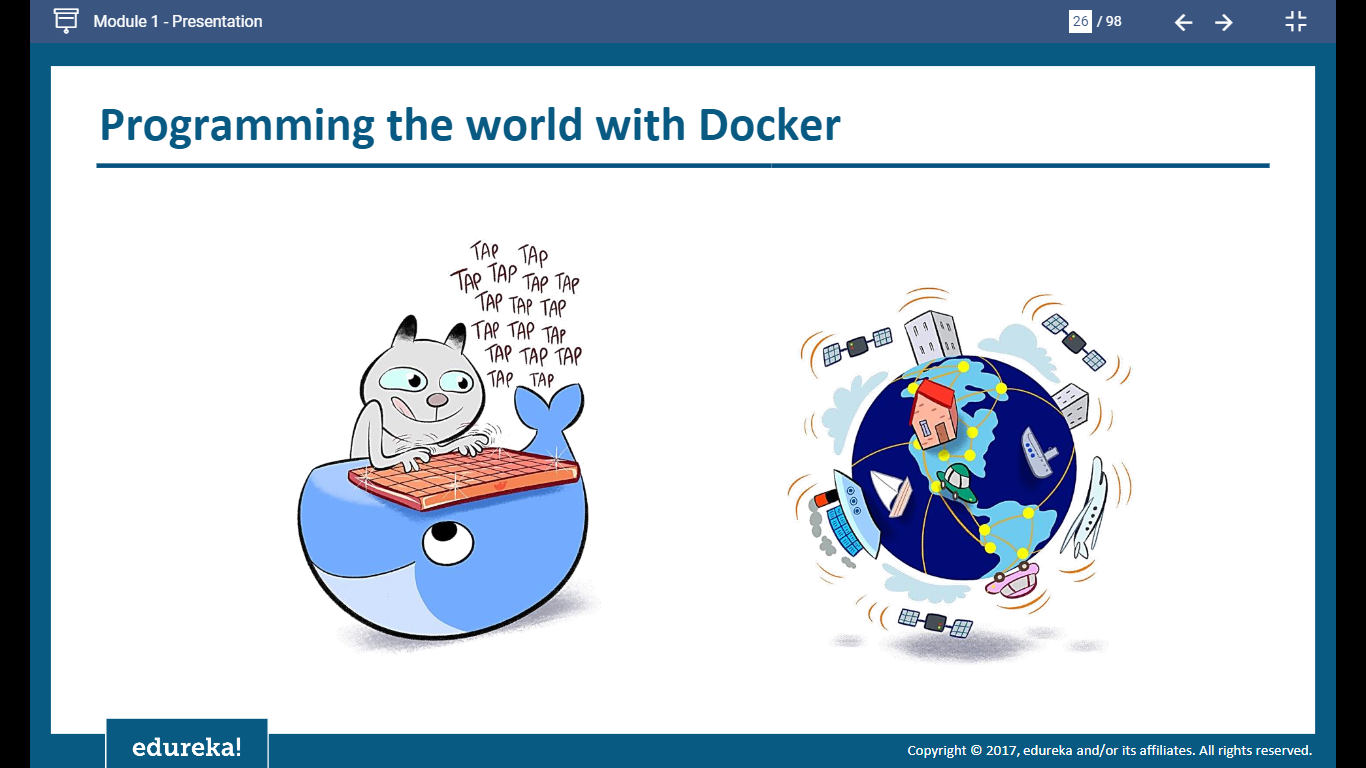 Module 1 - Presentation
26 / 98
Programming the world with Docker
TAP TAP
TAP TAP TAP TAP
TAP TAP TAP
TAP TAP TAP
TAP TAP TAP
TAP TAP
edureka!
Copyright © 2017, edureka and/or its affiliates. All rights reserved.